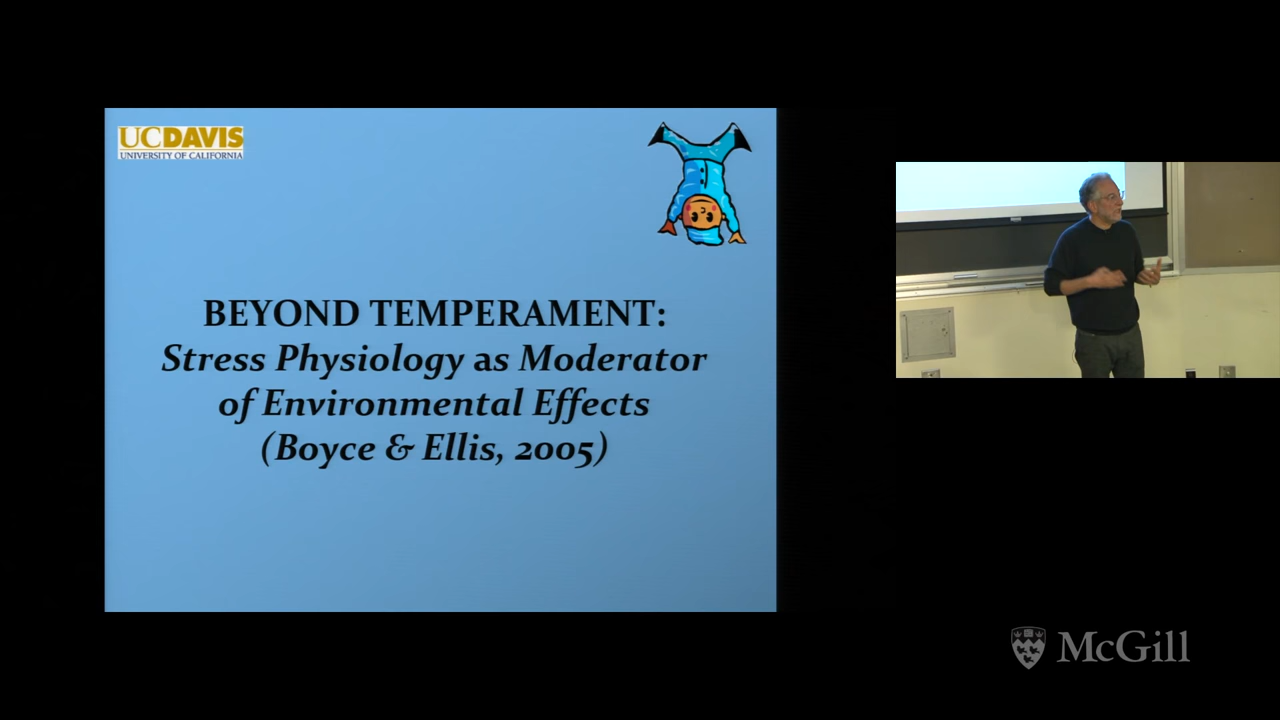 UCDAVIS
UNIVERSITY OF CALIFORNIA
BEYOND TEMPERAMENT:
Stress Physiology as Moderator
of Environmental Effects
(Boyce & Ellis, 2005)
McGill